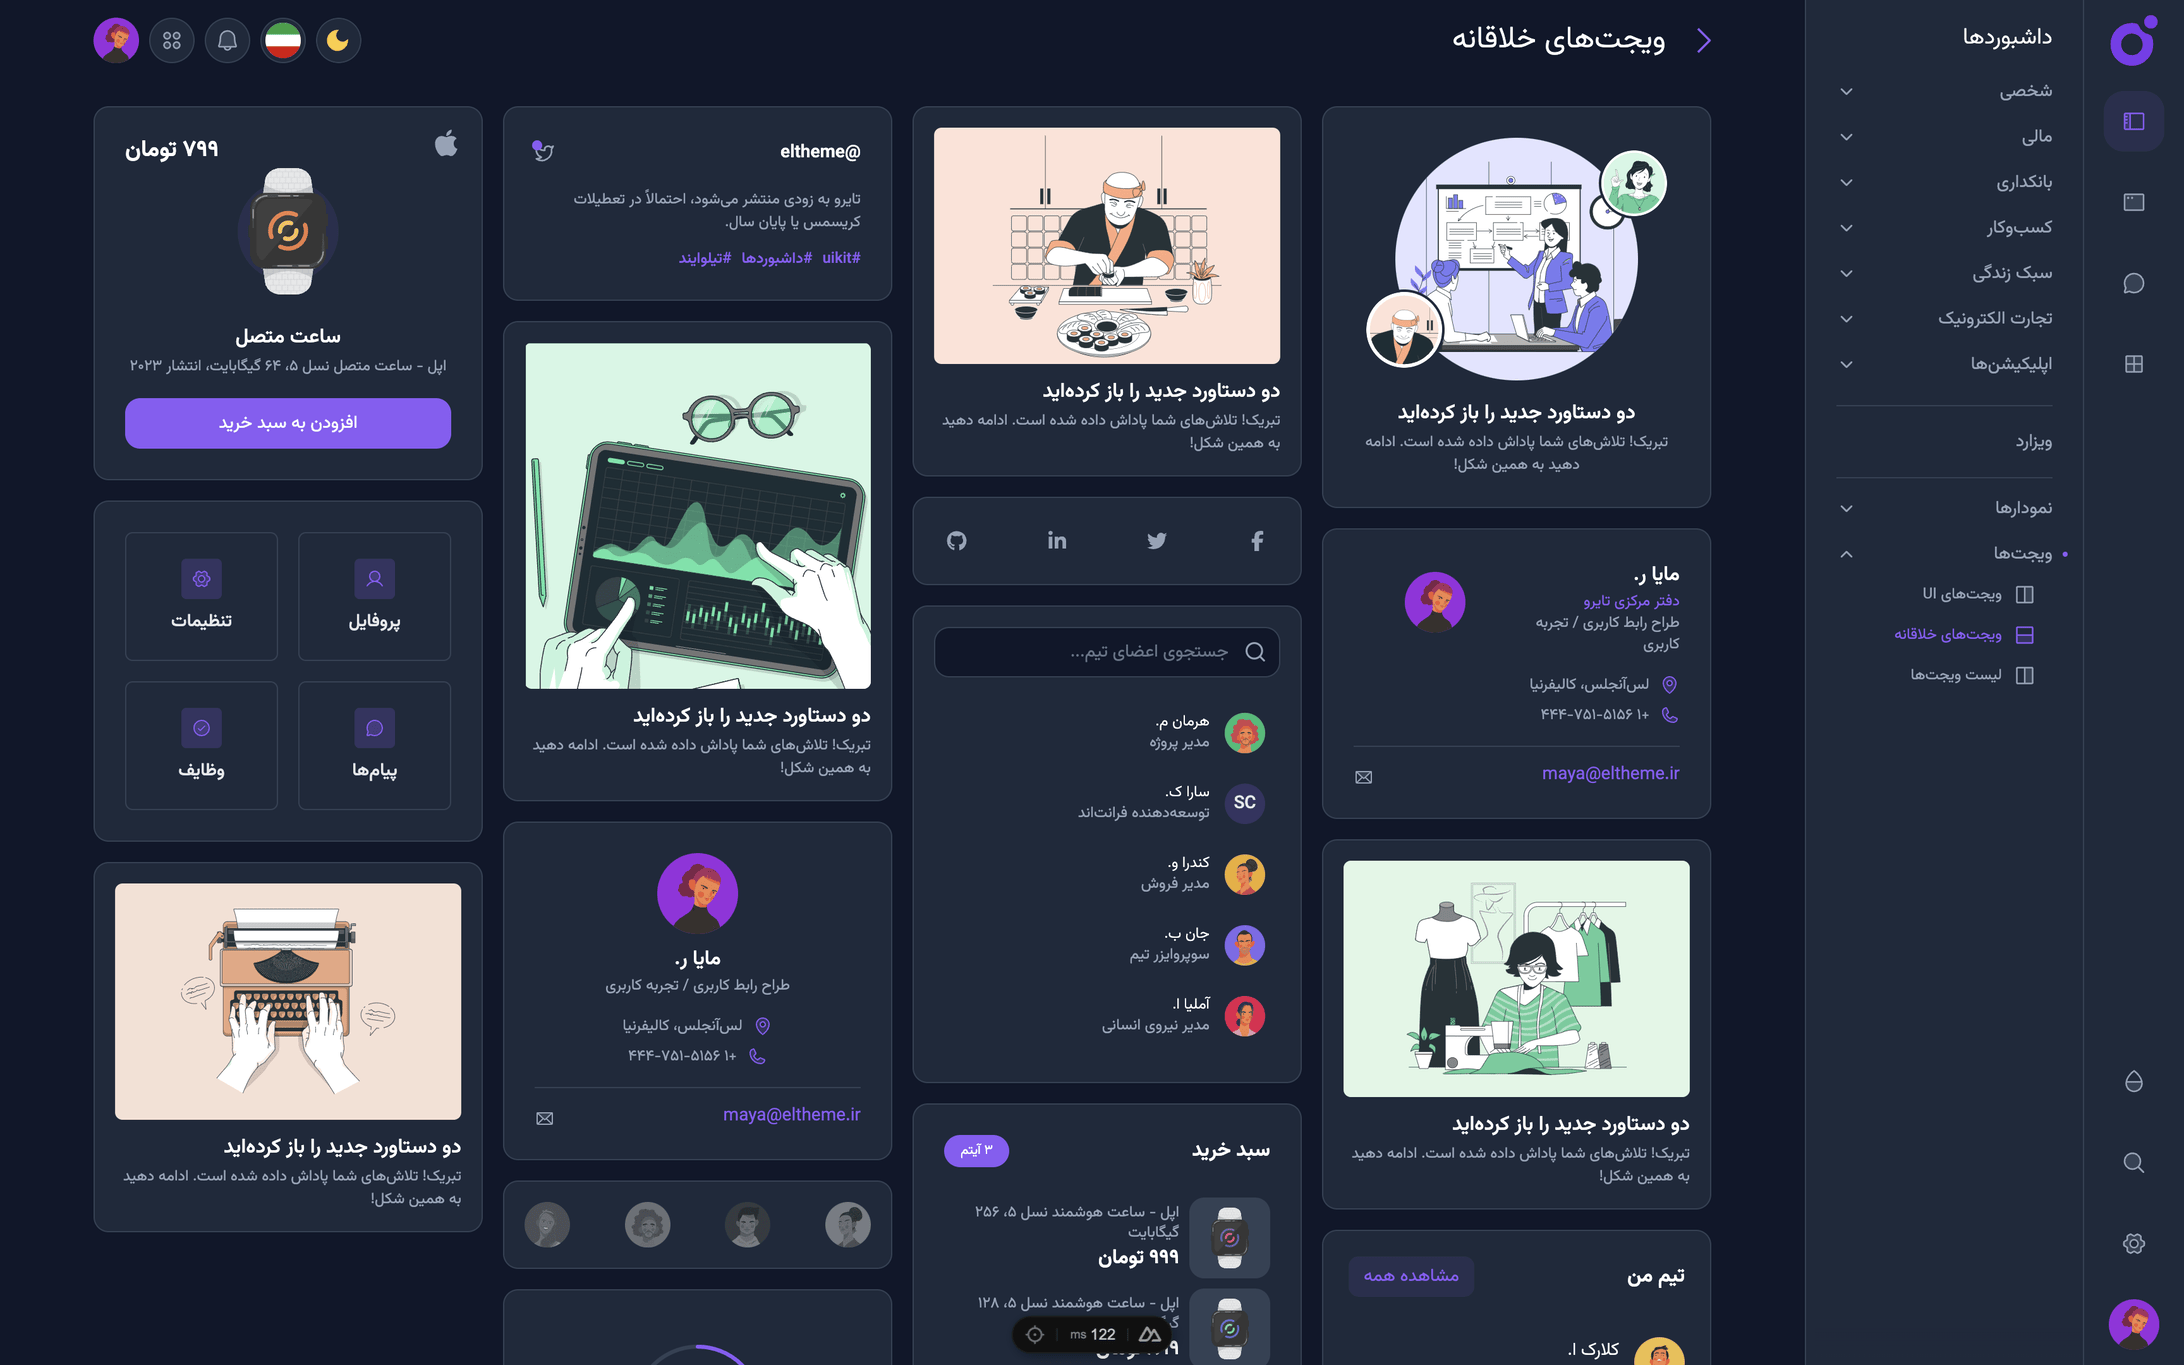 داشبوردها
شخصی
مالی
بانکداری
کسب‌وکار
سبک زندگی
تجارت الکترونیک
اپلیکیشن‌ها
ویزارد
نمودارها
ویجت‌ها
ویجت‌های UI
ویجت‌های خلاقانه
لیست ویجت‌ها
ویجت‌های خلاقانه
دو دستاورد جدید را باز کرده‌اید
تبریک! تلاش‌های شما پاداش داده شده است. ادامه
دهید به همین شکل!
مایا ر.
دفتر مرکزی تایرو
طراح رابط کاربری / تجربه
کاربری
لس‌آنجلس، کالیفرنیا
+۱ ۴۴۴-۷۵۱-۵۱۵۶
maya@eltheme.ir
دو دستاورد جدید را باز کرده‌اید
تبریک! تلاش‌های شما پاداش داده شده است. ادامه دهید
به همین شکل!
تیم من
مشاهده همه
کلارک ا.
دو دستاورد جدید را باز کرده‌اید
تبریک! تلاش‌های شما پاداش داده شده است. ادامه دهید
به همین شکل!
جستجوی اعضای تیم...
هرمان م.
مدیر پروژه
SC
سارا ک.
توسعه‌دهنده فرانت‌اند
کندرا و.
مدیر فروش
جان ب.
سوپروایزر تیم
آملیا ا.
مدیر نیروی انسانی
سبد خرید
۳ آیتم
اپل - ساعت هوشمند نسل ۵، ۲۵۶
گیگابایت
۹۹۹ تومان
اپل - ساعت هوشمند نسل ۵، ۱۲۸
122 ms
@eltheme
تایرو به زودی منتشر می‌شود، احتمالاً در تعطیلات
کریسمس یا پایان سال.
#uikit #داشبوردها #تیلوایند
دو دستاورد جدید را باز کرده‌اید
تبریک! تلاش‌های شما پاداش داده شده است. ادامه دهید
به همین شکل!
مایا ر.
طراح رابط کاربری / تجربه کاربری
لس‌آنجلس، کالیفرنیا
+۱ ۴۴۴-۷۵۱-۵۱۵۶
maya@eltheme.ir
۷۹۹ تومان
ساعت متصل
اپل - ساعت متصل نسل ۵، ۶۴ گیگابایت، انتشار ۲۰۲۳
افزودن به سبد خرید
پروفایل
تنظیمات
پیام‌ها
وظایف
دو دستاورد جدید را باز کرده‌اید
تبریک! تلاش‌های شما پاداش داده شده است. ادامه دهید
به همین شکل!